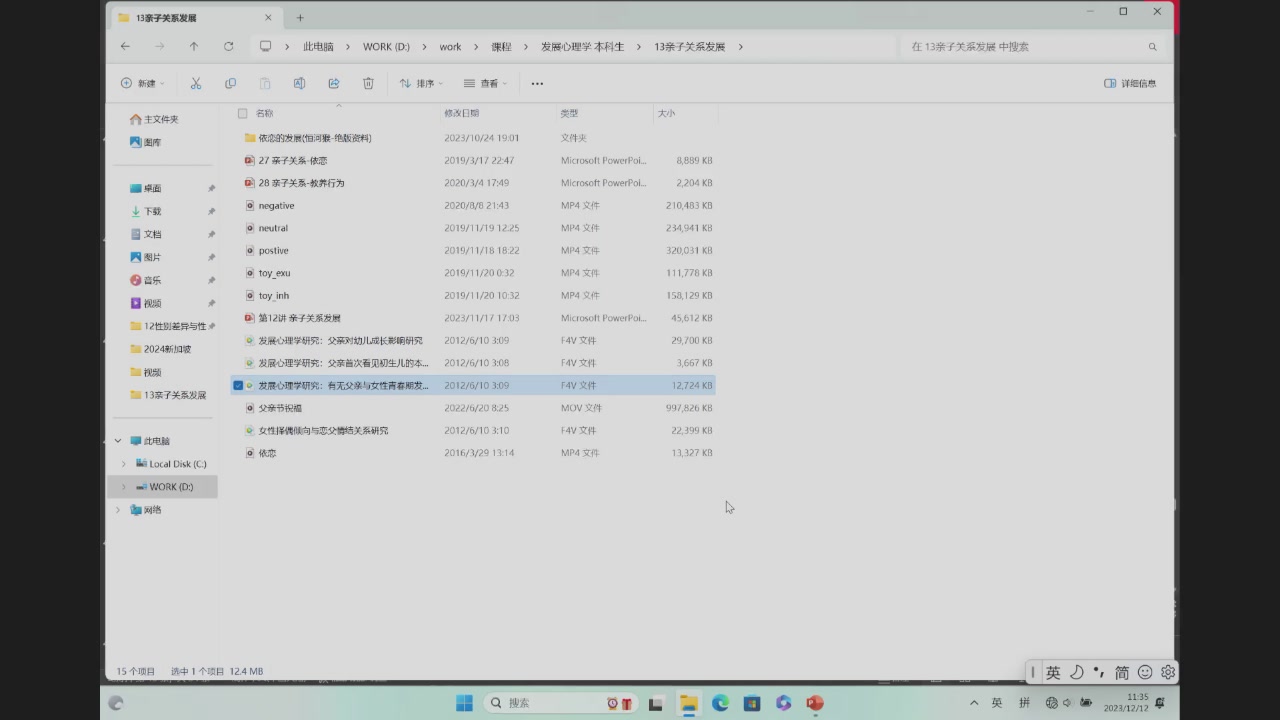 13亲子关系发展
此电脑 > WORK (D:) > work > 课程 > 发展心理学 本科生 > 13亲子关系发展 >
在 13亲子关系发展 中搜索
新建
排序
查看
详细信息
名称 修改日期 类型 大小
主文件夹
图库
桌面
下载
文档
图片
音乐
视频
12性别差异与性
2024新加坡
视频
13亲子关系发展
此电脑
Local Disk (C:)
WORK (D:)
网络
依恋的发展(恒河猴-绝版资料) 2023/10/24 19:01 文件夹
27 亲子关系-依恋 2019/3/17 22:47 Microsoft PowerPoi... 8,889 KB
28 亲子关系-教养行为 2020/3/4 17:49 Microsoft PowerPoi... 2,204 KB
negative 2020/8/8 21:43 MP4 文件 210,483 KB
neutral 2019/11/19 12:25 MP4 文件 234,941 KB
postive 2019/11/18 18:22 MP4 文件 320,031 KB
toy_exu 2019/11/20 0:32 MP4 文件 111,778 KB
toy_inh 2019/11/20 10:32 MP4 文件 158,129 KB
第12讲 亲子关系发展 2023/11/17 17:03 Microsoft PowerPoi... 45,612 KB
发展心理学研究：父亲对幼儿成长影响研究 2012/6/10 3:09 F4V 文件 29,700 KB
发展心理学研究：父亲首次看见初生儿的本... 2012/6/10 3:08 F4V 文件 3,667 KB
发展心理学研究：有无父亲与女性青春期发... 2012/6/10 3:09 F4V 文件 12,724 KB
父亲节祝福 2022/6/20 8:25 MOV 文件 997,826 KB
女性择偶倾向与恋父情结关系研究 2012/6/10 3:10 F4V 文件 22,399 KB
依恋 2016/3/29 13:14 MP4 文件 13,327 KB
15 个项目 选中 1 个项目 12.4 MB
英 简
搜索
英 拼
11:35
2023/12/12